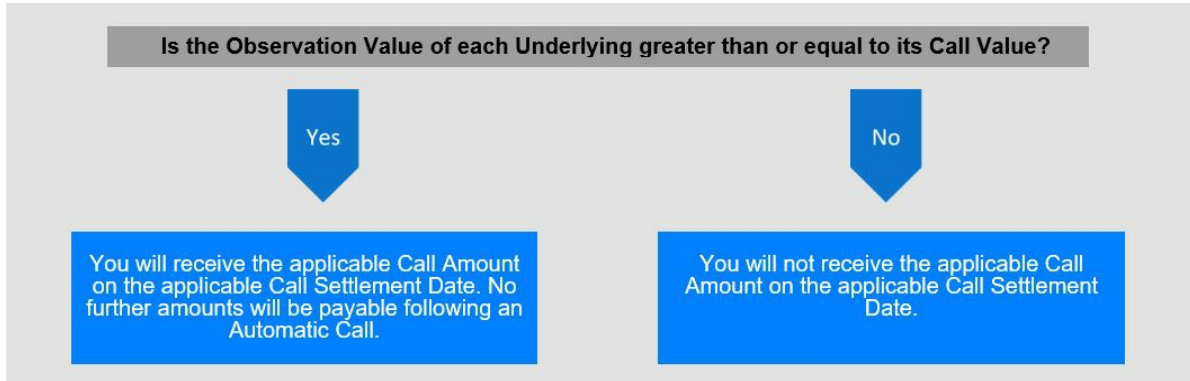 Is the Observation Value of each Underlying greater than or equal to its Call Value?
Yes
No
You will receive the applicable Call Amount
on the applicable Call Settlement Date. No
further amounts will be payable following an
Automatic Call.
You will not receive the applicable Call
Amount on the applicable Call Settlement
Date.